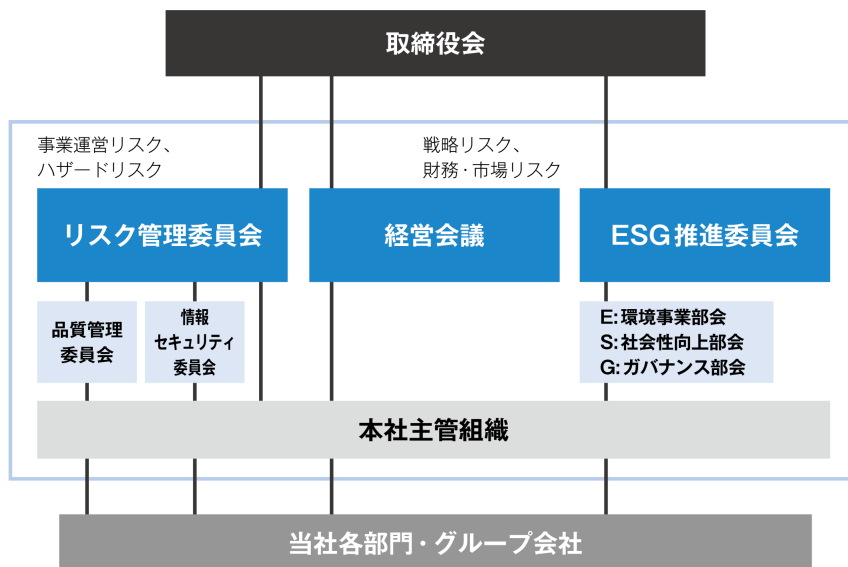 取締役会
事業運営リスク、
ハザードリスク
戦略リスク、
財務・市場リスク
リスク管理委員会
経営会議
ESG推進委員会
品質管理
委員会
情報
セキュリティ
委員会
E:環境事業部会
S:社会性向上部会
G:ガバナンス部会
本社主管組織
当社各部門・グループ会社